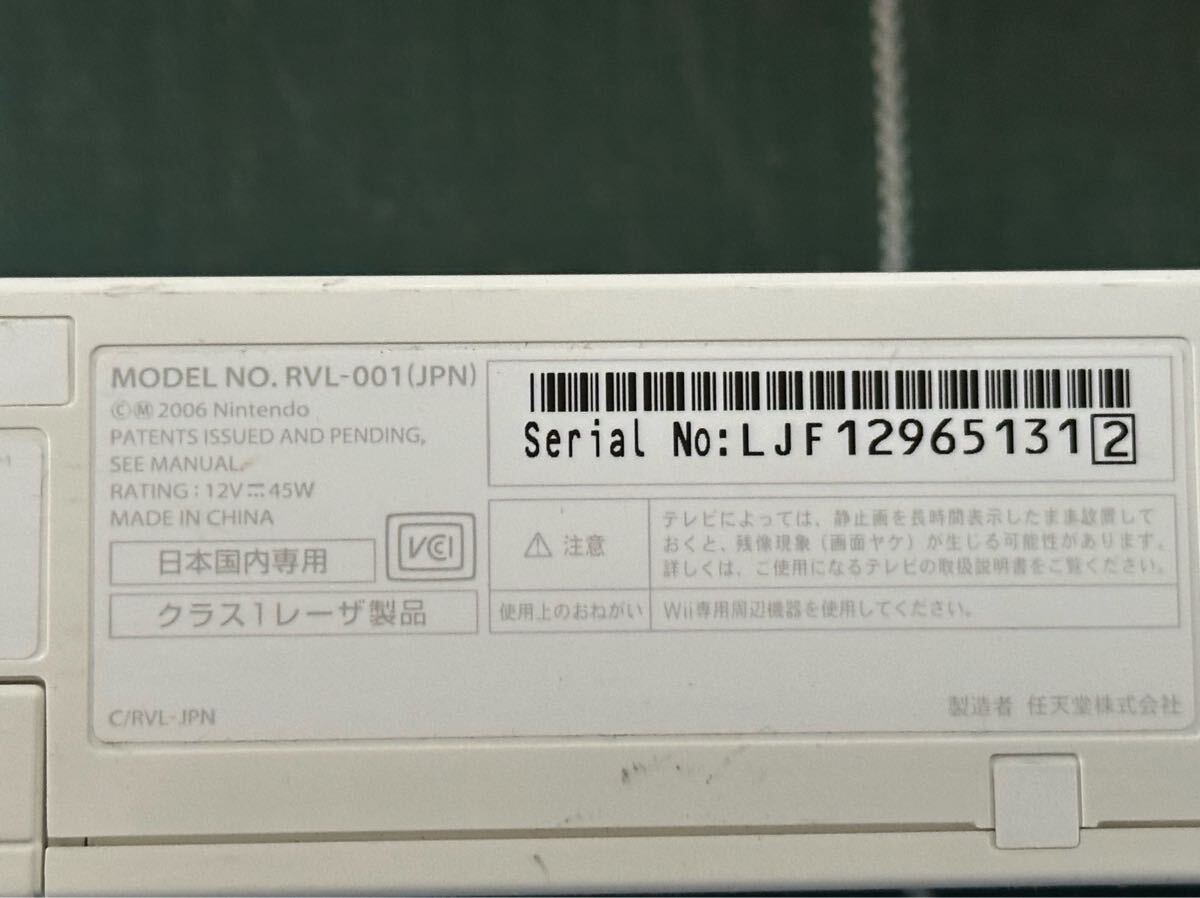 MODEL NO. RVL-001(JPN)
©Ⓜ 2006 Nintendo
PATENTS ISSUED AND PENDING,
SEE MANUAL.
RATING : 12V⎓45W
MADE IN CHINA
日本国内専用
VCI
クラス1レーザ製品
C/RVL-JPN
Serial No:LJF129651312
⚠ 注意
テレビによっては、静止画を長時間表示したまま放置して
おくと、残像現象（画面ヤケ）が生じる可能性があります。
詳しくは、ご使用になるテレビの取扱説明書をご覧ください。
使用上のおねがい
Wii専用周辺機器を使用してください。
製造者 任天堂株式会社